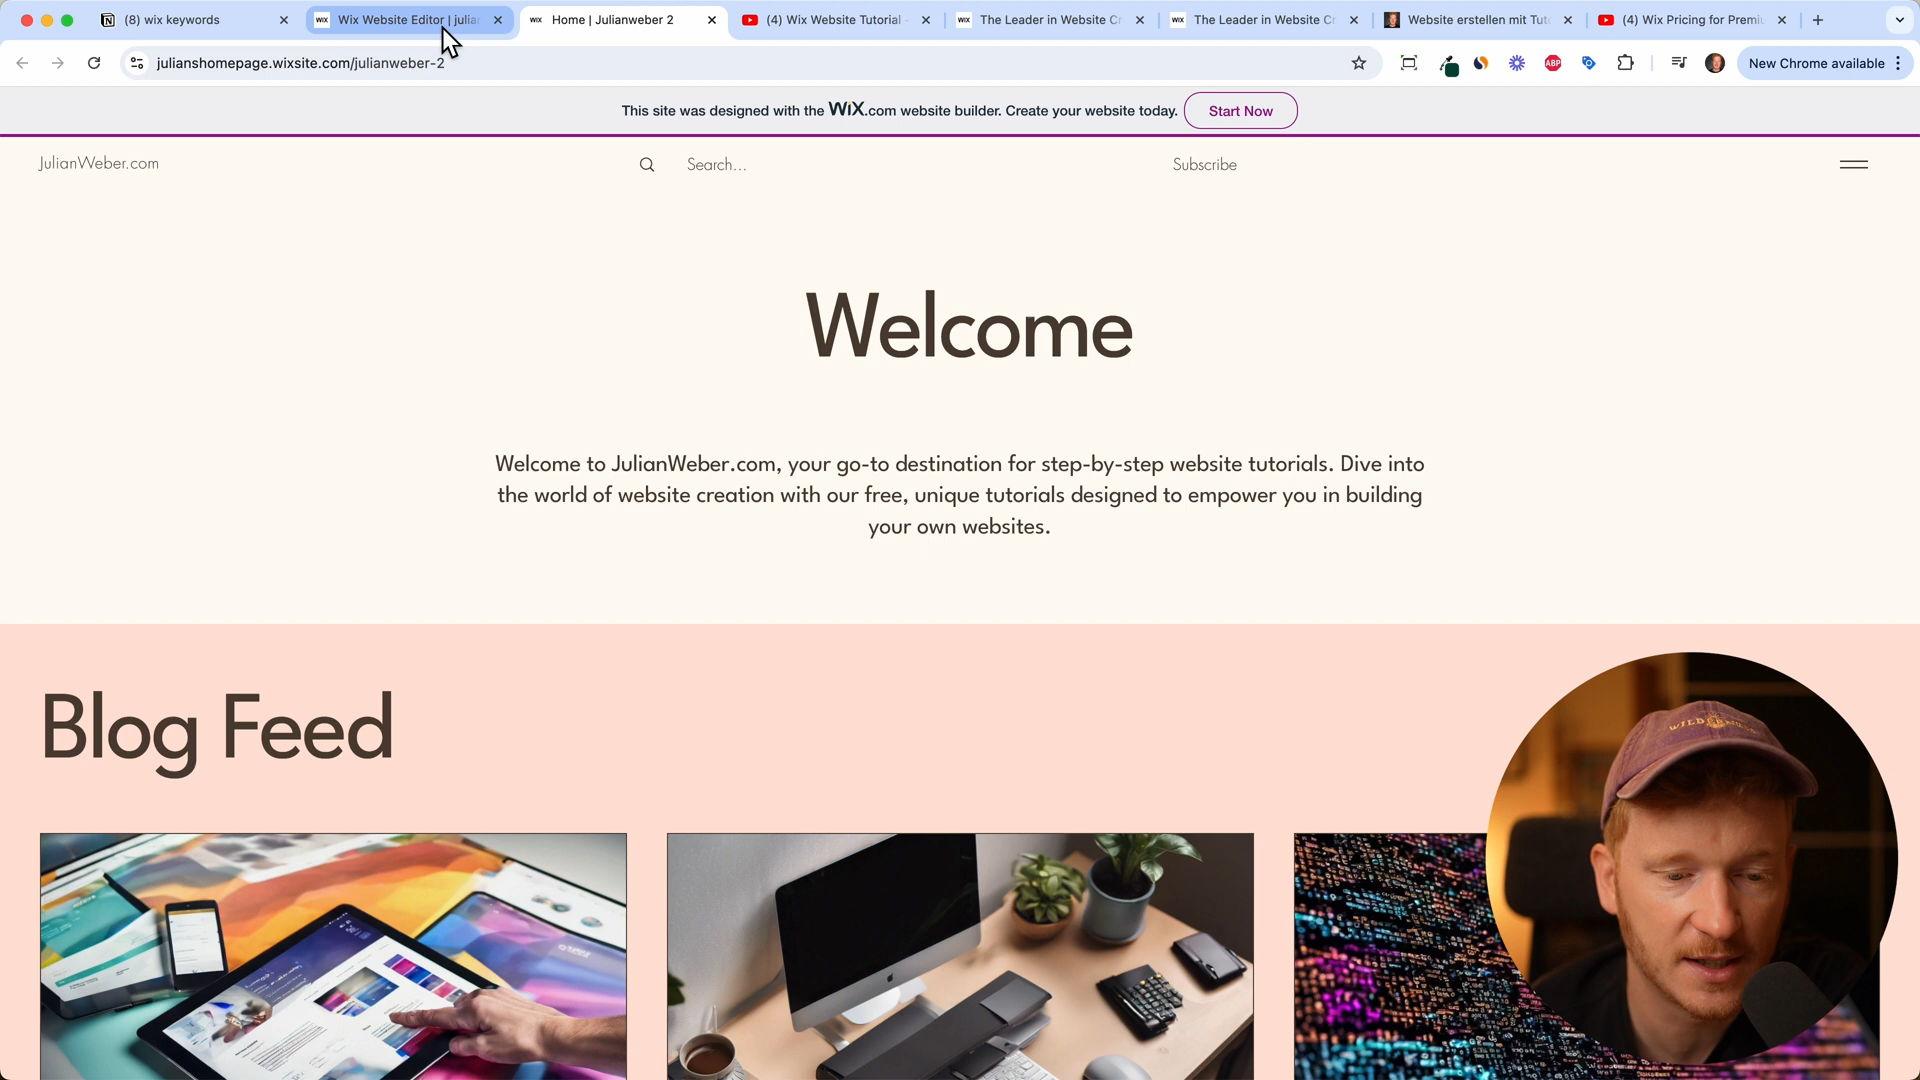 (8) wix keywords
Wix Website Editor | julia
Home | Julianweber 2
(4) Wix Website Tutorial
The Leader in Website Cr
The Leader in Website Cr
Website erstellen mit Tuto
(4) Wix Pricing for Premiu
julianshomepage.wixsite.com/julianweber-2
ABP
New Chrome available
This site was designed with the WiX.com website builder. Create your website today.
Start Now
JulianWeber.com
Search...
Subscribe
Welcome
Welcome to JulianWeber.com, your go-to destination for step-by-step website tutorials. Dive into
the world of website creation with our free, unique tutorials designed to empower you in building
your own websites.
Blog Feed